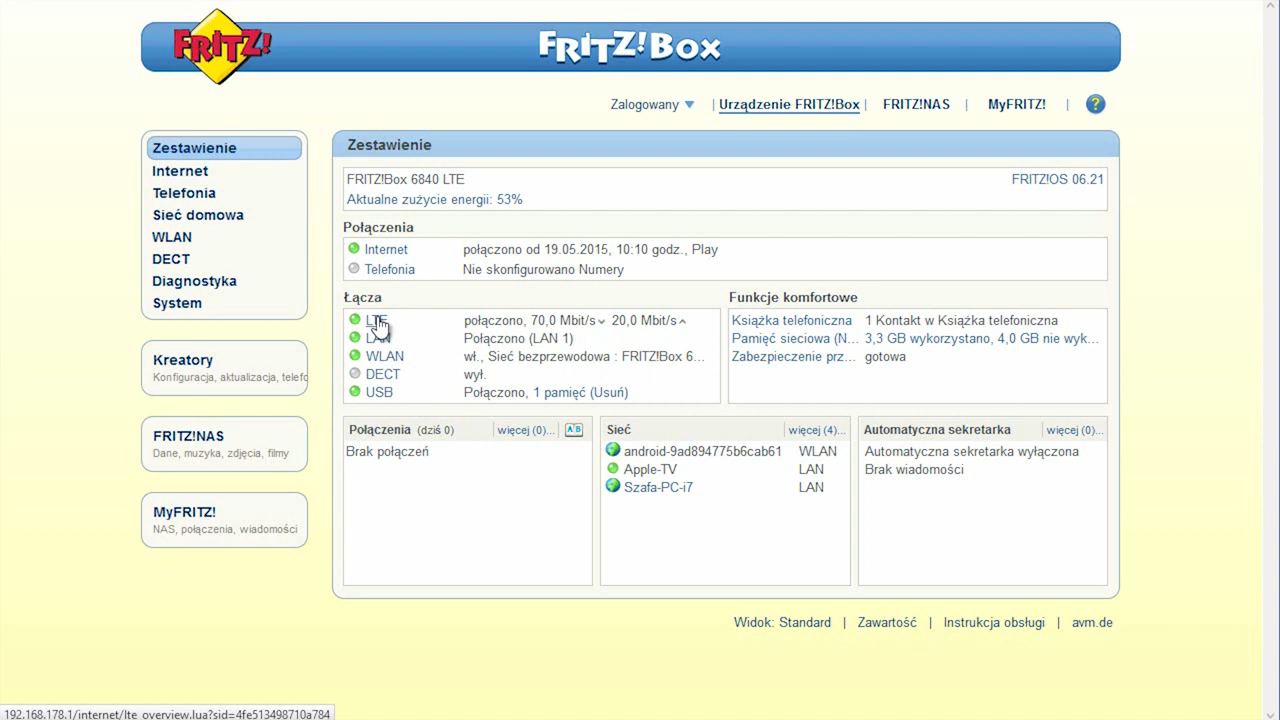 FRITZ!
FRITZ!Box
Zalogowany
Urządzenie FRITZ!Box
FRITZ!NAS
MyFRITZ!
?
Zestawienie
Internet
Telefonia
Sieć domowa
WLAN
DECT
Diagnostyka
System
Kreatory
Konfiguracja, aktualizacja, telefo
FRITZ!NAS
Dane, muzyka, zdjęcia, filmy
MyFRITZ!
NAS, połączenia, wiadomości
Zestawienie
FRITZ!Box 6840 LTE FRITZ!OS 06.21
Aktualne zużycie energii: 53%
Połączenia
Internet połączono od 19.05.2015, 10:10 godz., Play
Telefonia Nie skonfigurowano Numery
Łącza
LTE połączono, 70,0 Mbit/s 20,0 Mbit/s
LAN Połączono (LAN 1)
WLAN wł., Sieć bezprzewodowa : FRITZ!Box 6...
DECT wył.
USB Połączono, 1 pamięć (Usuń)
Funkcje komfortowe
Książka telefoniczna 1 Kontakt w Książka telefoniczna
Pamięć sieciowa (N... 3,3 GB wykorzystano, 4,0 GB nie wyk...
Zabezpieczenie prz... gotowa
Połączenia (dziś 0) więcej (0)...
Brak połączeń
Sieć więcej (4)...
android-9ad894775b6cab61 WLAN
Apple-TV LAN
Szafa-PC-i7 LAN
Automatyczna sekretarka więcej (0)...
Automatyczna sekretarka wyłączona
Brak wiadomości
Widok: Standard | Zawartość | Instrukcja obsługi | avm.de
192.168.178.1/internet/lte_overview.lua?sid=4fe513498710a784